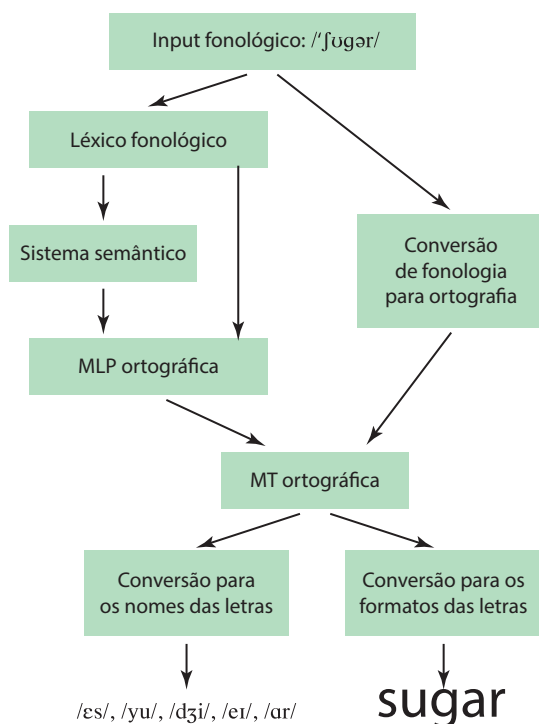 Input fonológico: /‘ʃʊgər/
Léxico fonológico
Sistema semântico
Conversão
de fonologia
para ortografia
MLP ortográfica
MT ortográfica
Conversão para
os nomes das letras
Conversão para os
formatos das letras
/ɛs/, /yu/, /dʒi/, /eɪ/, /ɑr/
sugar